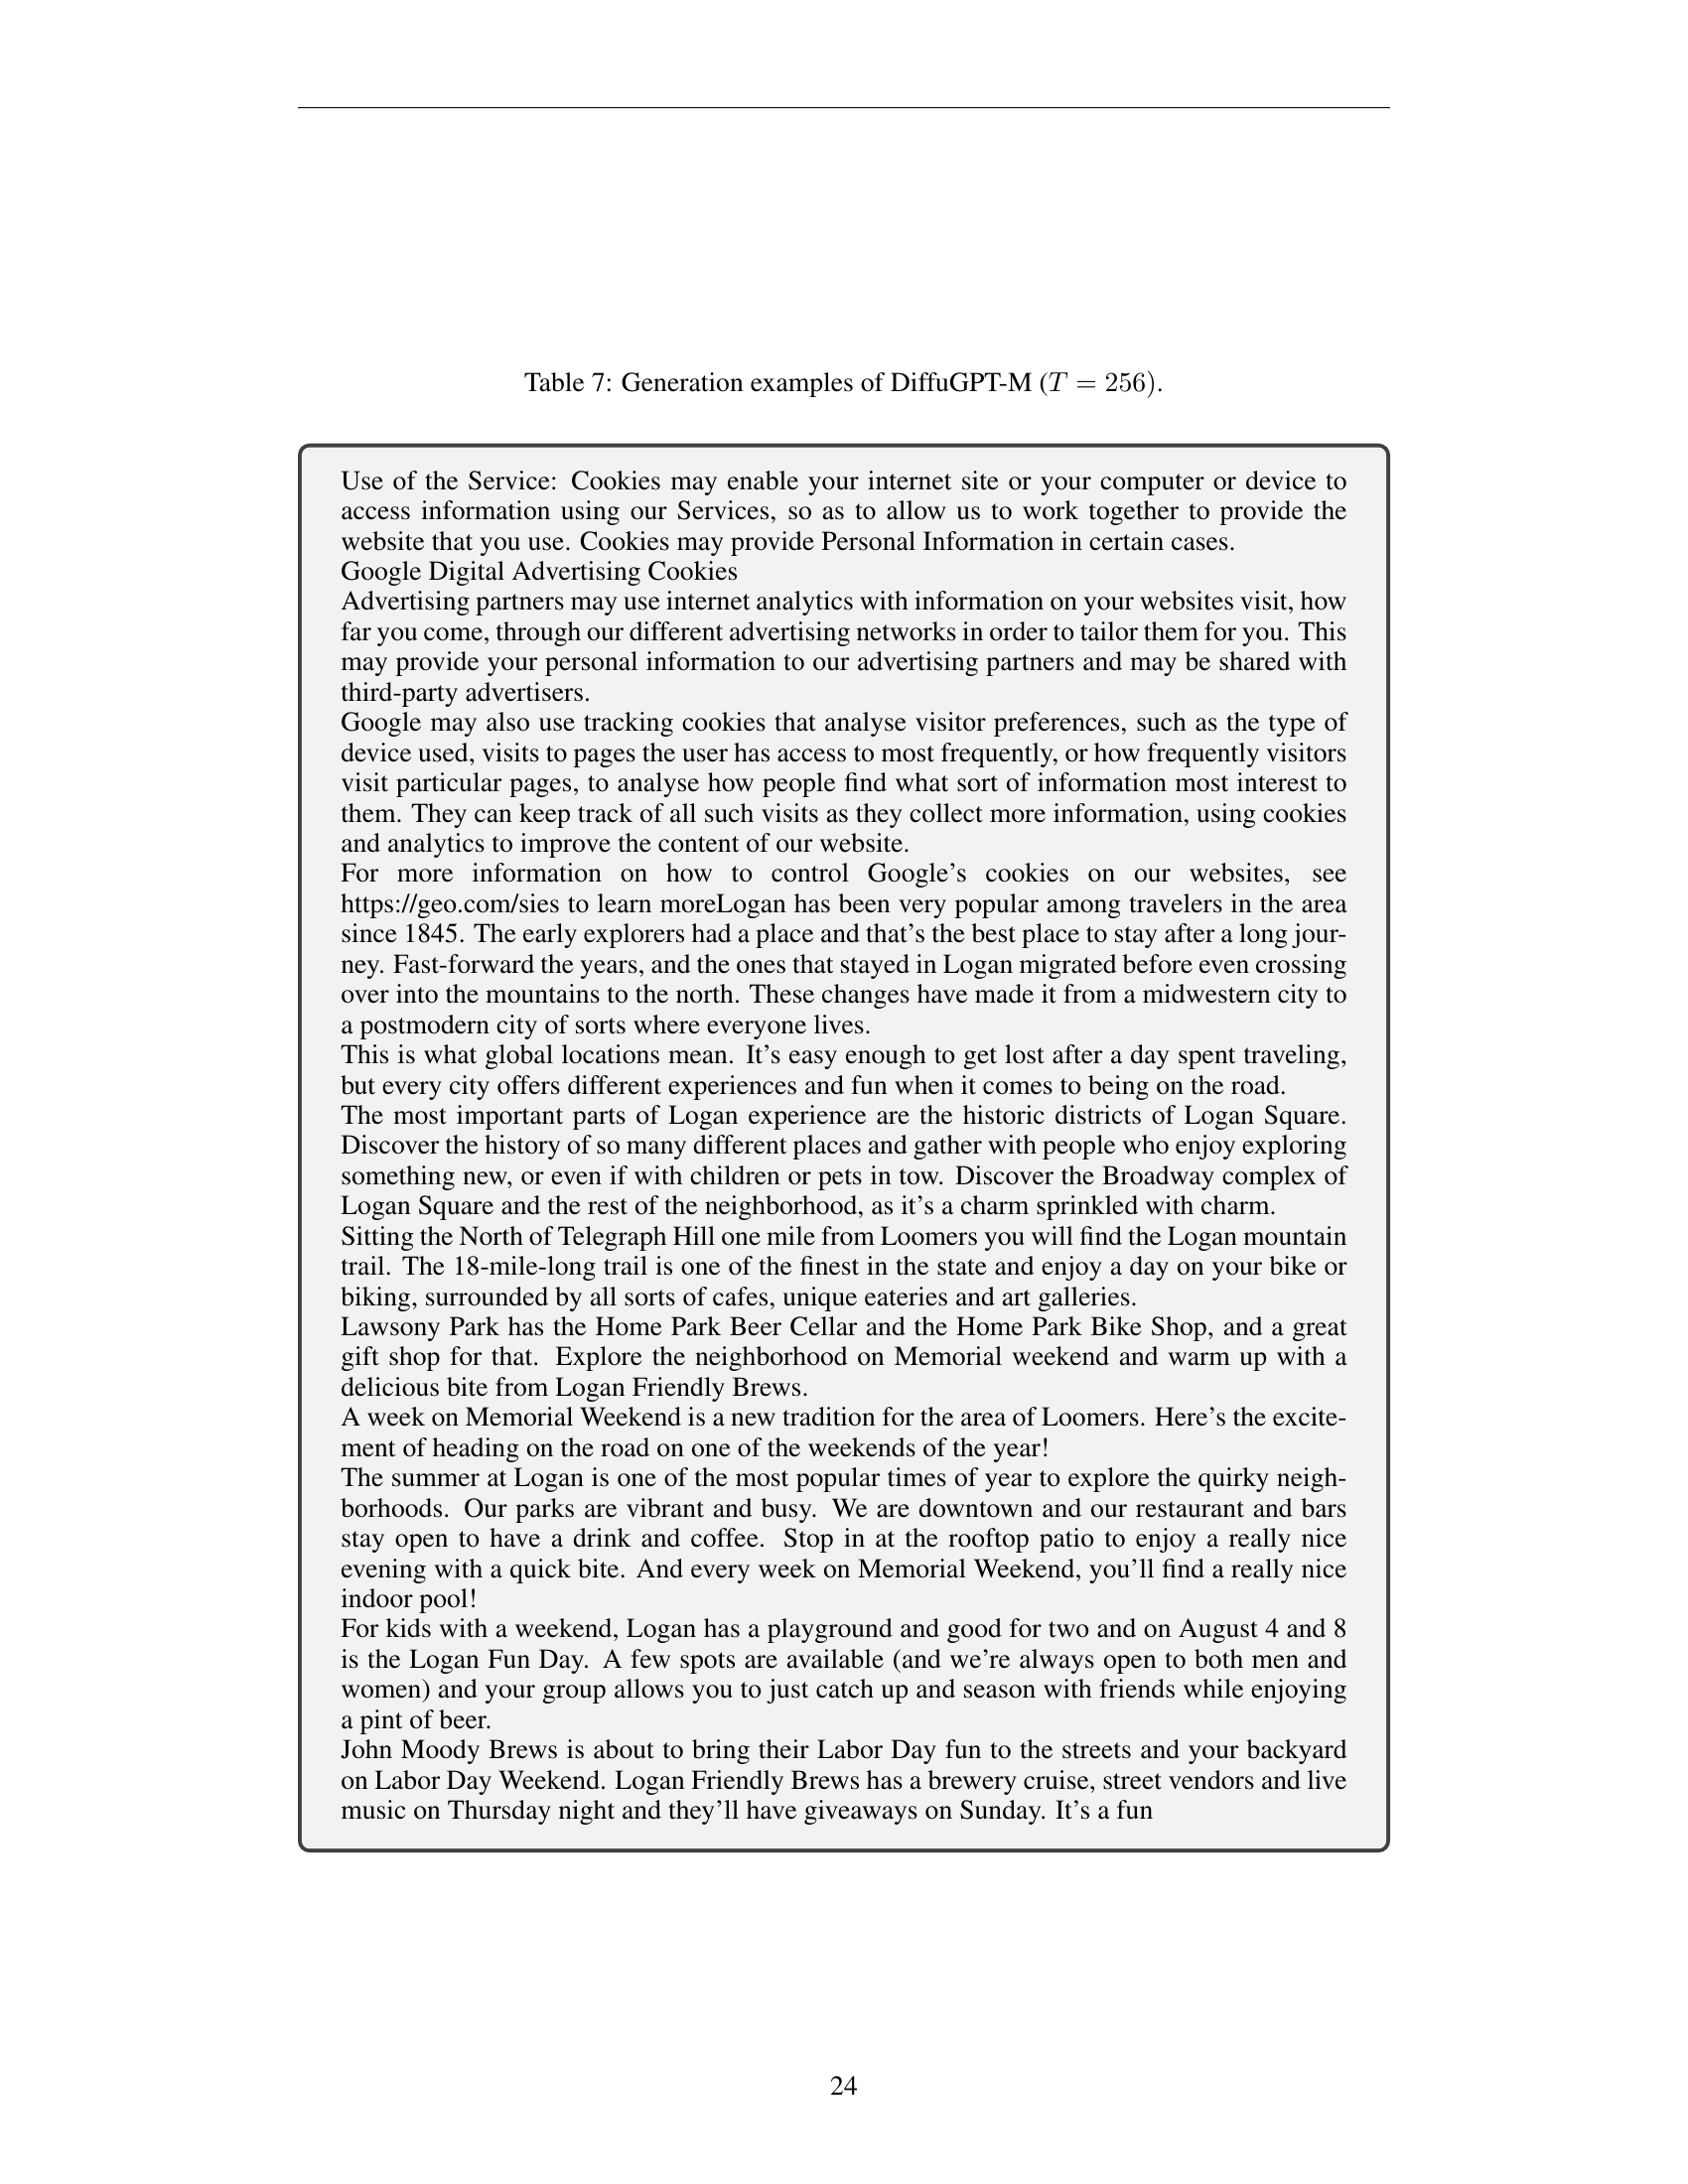 Table 7: Generation examples of DiffuGPT-M (T = 256).
Use of the Service: Cookies may enable your internet site or your computer or device to
access information using our Services, so as to allow us to work together to provide the
website that you use. Cookies may provide Personal Information in certain cases.
Google Digital Advertising Cookies
Advertising partners may use internet analytics with information on your websites visit, how
far you come, through our different advertising networks in order to tailor them for you. This
may provide your personal information to our advertising partners and may be shared with
third-party advertisers.
Google may also use tracking cookies that analyse visitor preferences, such as the type of
device used, visits to pages the user has access to most frequently, or how frequently visitors
visit particular pages, to analyse how people find what sort of information most interest to
them. They can keep track of all such visits as they collect more information, using cookies
and analytics to improve the content of our website.
For more information on how to control Google's cookies on our websites, see
https://geo.com/sies to learn moreLogan has been very popular among travelers in the area
since 1845. The early explorers had a place and that's the best place to stay after a long jour-
ney. Fast-forward the years, and the ones that stayed in Logan migrated before even crossing
over into the mountains to the north. These changes have made it from a midwestern city to
a postmodern city of sorts where everyone lives.
This is what global locations mean. It's easy enough to get lost after a day spent traveling,
but every city offers different experiences and fun when it comes to being on the road.
The most important parts of Logan experience are the historic districts of Logan Square.
Discover the history of so many different places and gather with people who enjoy exploring
something new, or even if with children or pets in tow. Discover the Broadway complex of
Logan Square and the rest of the neighborhood, as it's a charm sprinkled with charm.
Sitting the North of Telegraph Hill one mile from Loomers you will find the Logan mountain
trail. The 18-mile-long trail is one of the finest in the state and enjoy a day on your bike or
biking, surrounded by all sorts of cafes, unique eateries and art galleries.
Lawsony Park has the Home Park Beer Cellar and the Home Park Bike Shop, and a great
gift shop for that. Explore the neighborhood on Memorial weekend and warm up with a
delicious bite from Logan Friendly Brews.
A week on Memorial Weekend is a new tradition for the area of Loomers. Here's the excite-
ment of heading on the road on one of the weekends of the year!
The summer at Logan is one of the most popular times of year to explore the quirky neigh-
borhoods. Our parks are vibrant and busy. We are downtown and our restaurant and bars
stay open to have a drink and coffee. Stop in at the rooftop patio to enjoy a really nice
evening with a quick bite. And every week on Memorial Weekend, you'll find a really nice
indoor pool!
For kids with a weekend, Logan has a playground and good for two and on August 4 and 8
is the Logan Fun Day. A few spots are available (and we're always open to both men and
women) and your group allows you to just catch up and season with friends while enjoying
a pint of beer.
John Moody Brews is about to bring their Labor Day fun to the streets and your backyard
on Labor Day Weekend. Logan Friendly Brews has a brewery cruise, street vendors and live
music on Thursday night and they'll have giveaways on Sunday. It's a fun
24